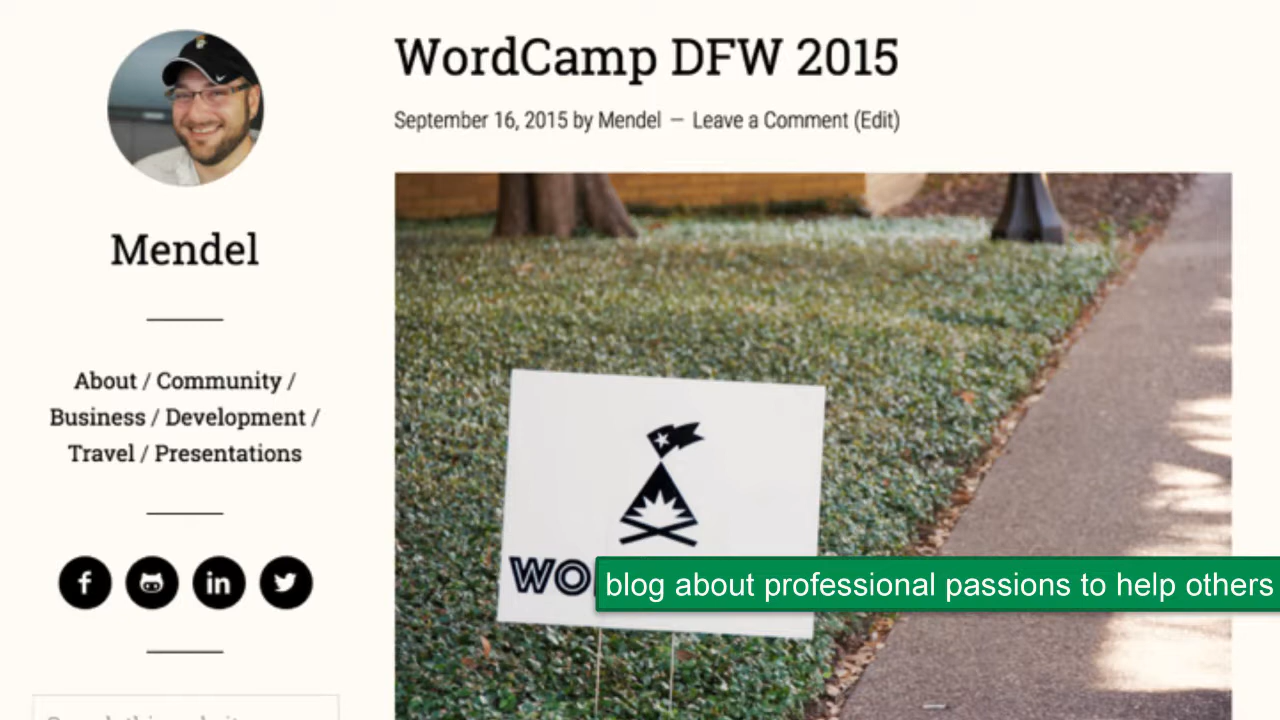 WordCamp DFW 2015
September 16, 2015 by Mendel — Leave a Comment (Edit)
Mendel
About / Community /
Business / Development /
Travel / Presentations
WO
blog about professional passions to help others